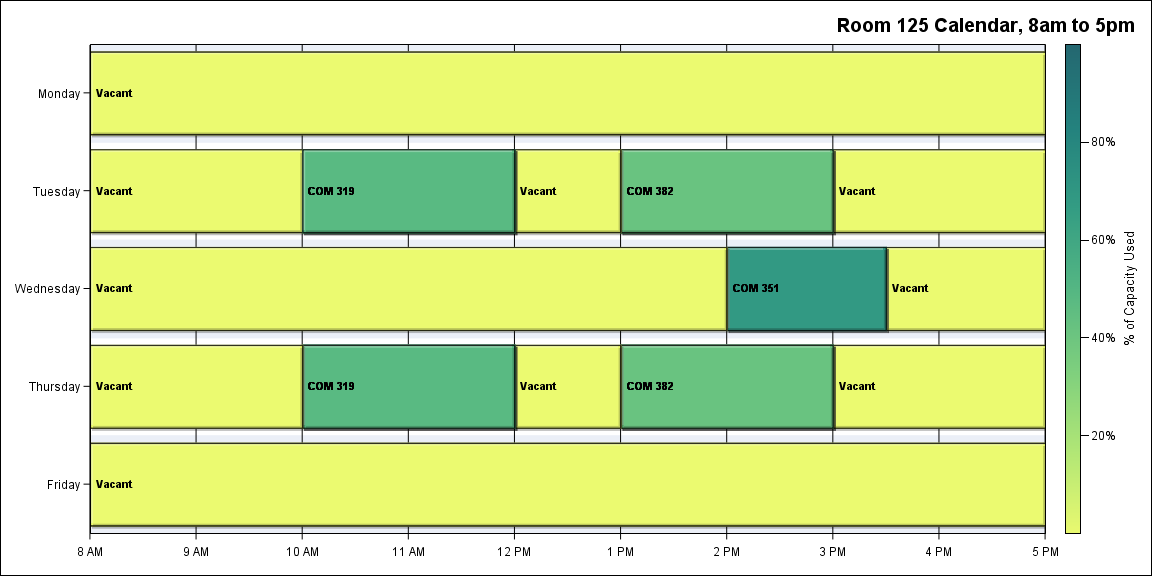 Room 125 Calendar, 8am to 5pm
Monday
Vacant
Tuesday
Vacant
COM 319
Vacant
COM 382
Vacant
Wednesday
Vacant
COM 351
Vacant
Thursday
Vacant
COM 319
Vacant
COM 382
Vacant
Friday
Vacant
8 AM
9 AM
10 AM
11 AM
12 PM
1 PM
2 PM
3 PM
4 PM
5 PM
80%
60%
40%
20%
% of Capacity Used